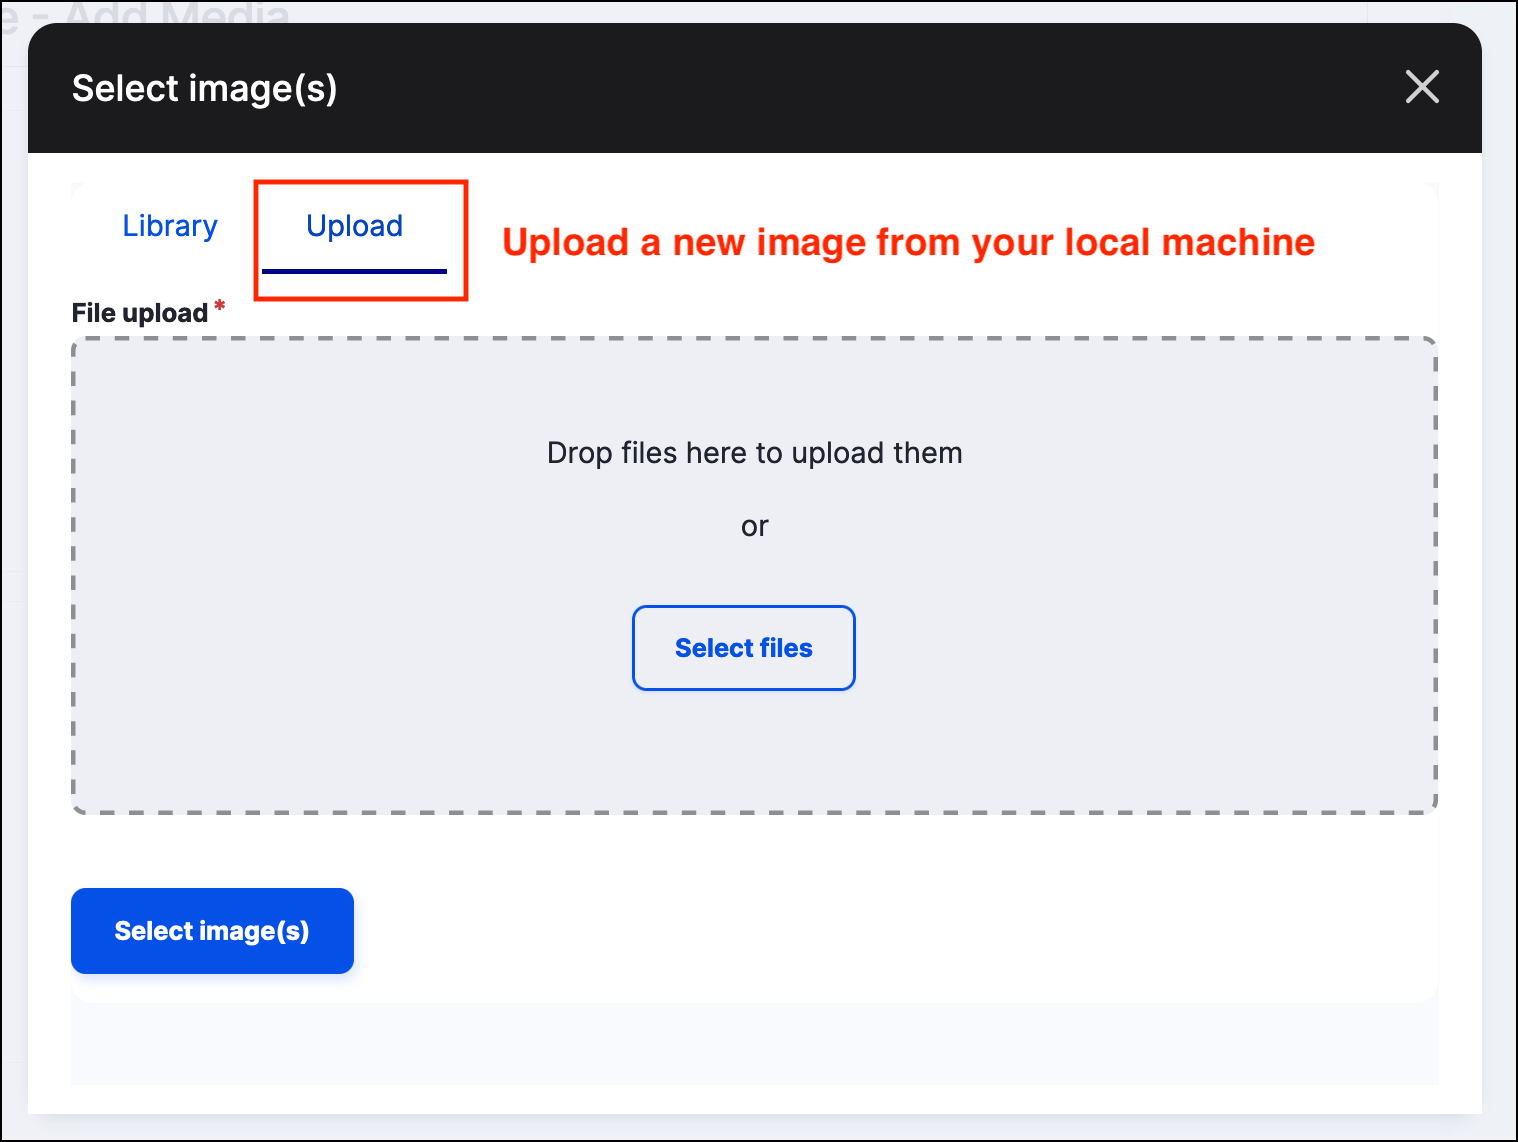 e - Add Media
Select image(s)
Library
Upload
Upload a new image from your local machine
File upload *
Drop files here to upload them
or
Select files
Select image(s)